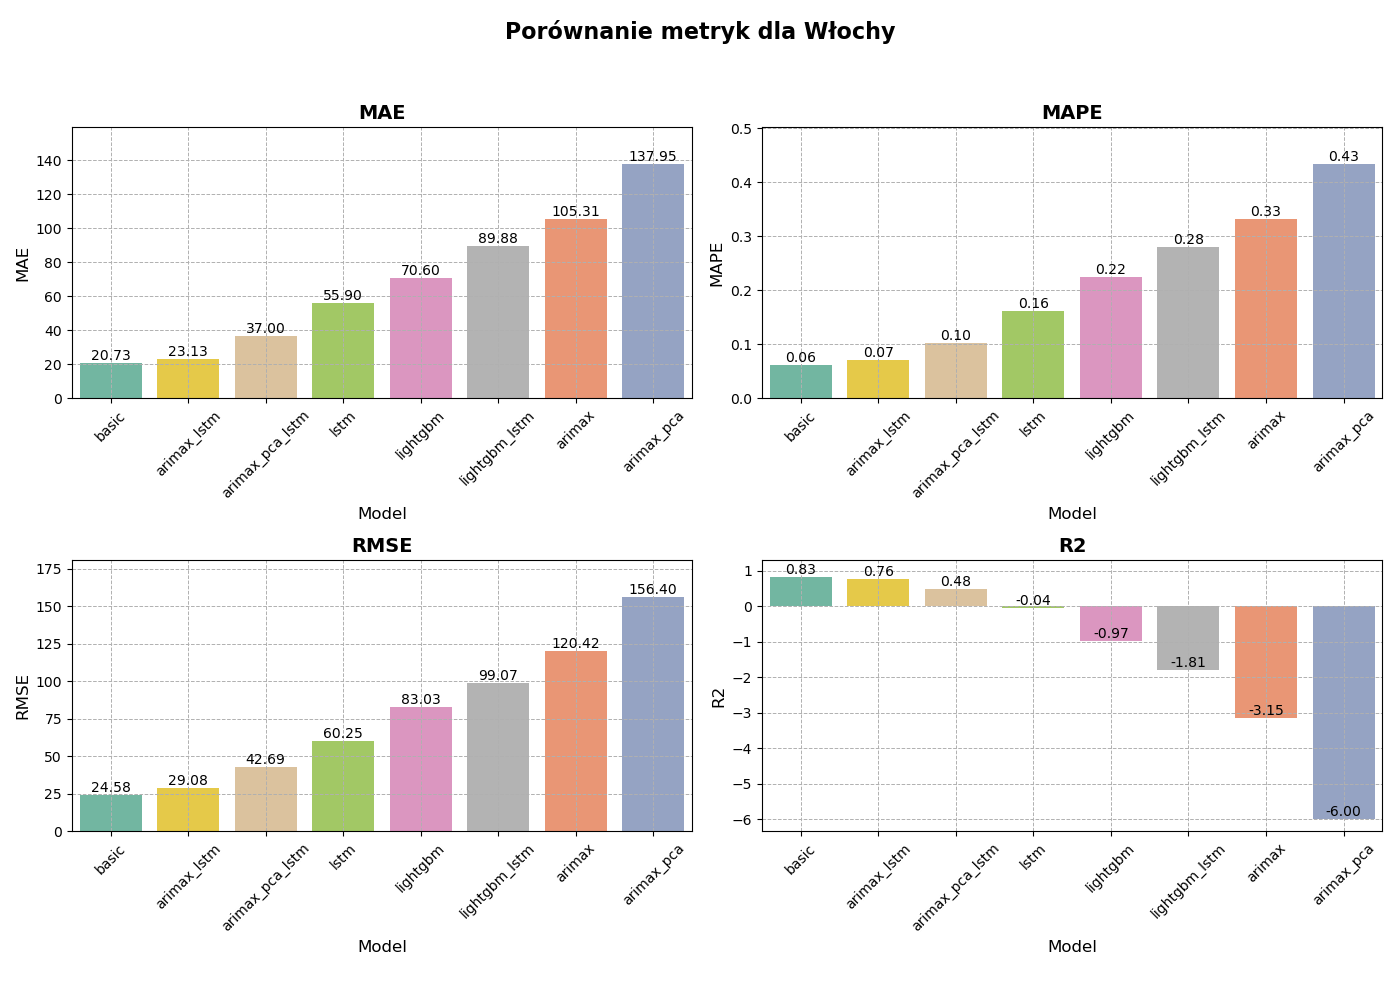 Porównanie metryk dla Włochy
MAE
MAE
0
20
40
60
80
100
120
140
20.73
23.13
37.00
55.90
70.60
89.88
105.31
137.95
basic
arimax_lstm
arimax_pca_lstm
lstm
lightgbm
lightgbm_lstm
arimax
arimax_pca
Model
MAPE
MAPE
0.0
0.1
0.2
0.3
0.4
0.5
0.06
0.07
0.10
0.16
0.22
0.28
0.33
0.43
basic
arimax_lstm
arimax_pca_lstm
lstm
lightgbm
lightgbm_lstm
arimax
arimax_pca
Model
RMSE
RMSE
0
25
50
75
100
125
150
175
24.58
29.08
42.69
60.25
83.03
99.07
120.42
156.40
basic
arimax_lstm
arimax_pca_lstm
lstm
lightgbm
lightgbm_lstm
arimax
arimax_pca
Model
R2
R2
1
0
−1
−2
−3
−4
−5
−6
0.83
0.76
0.48
-0.04
-0.97
-1.81
-3.15
-6.00
basic
arimax_lstm
arimax_pca_lstm
lstm
lightgbm
lightgbm_lstm
arimax
arimax_pca
Model